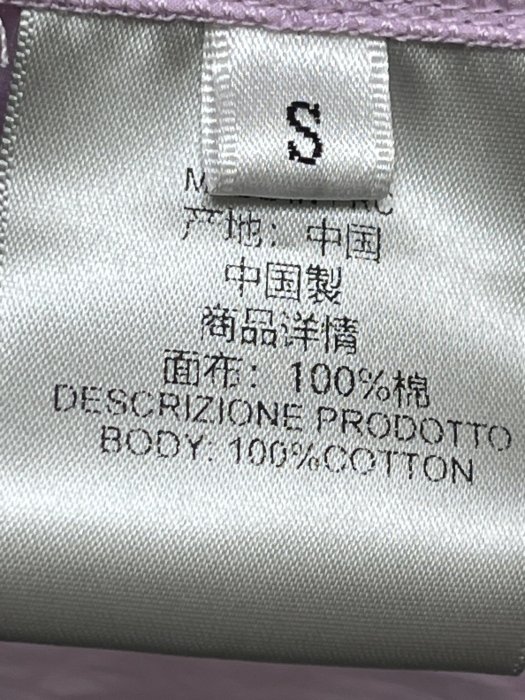 S
产地：中国
中国製
商品详情
面布：100%棉
DESCRIZIONE PRODOTTO
BODY: 100%COTTON